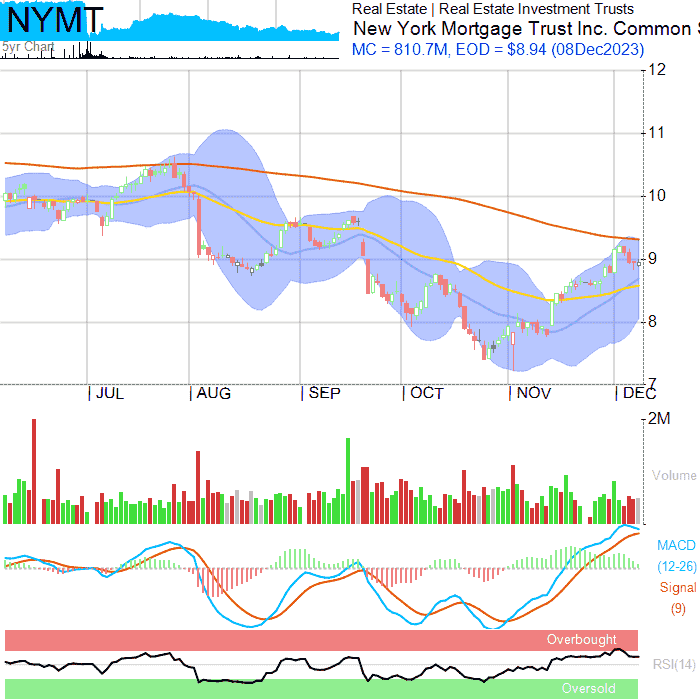 NYMT
5yr Chart
Real Estate | Real Estate Investment Trusts
New York Mortgage Trust Inc. Common S
MC = 810.7M, EOD = $8.94 (08Dec2023)
12
11
10
9
8
7
JUL AUG SEP OCT NOV DEC
2M
Volume
MACD
(12-26)
Signal
(9)
Overbought
RSI(14)
Oversold